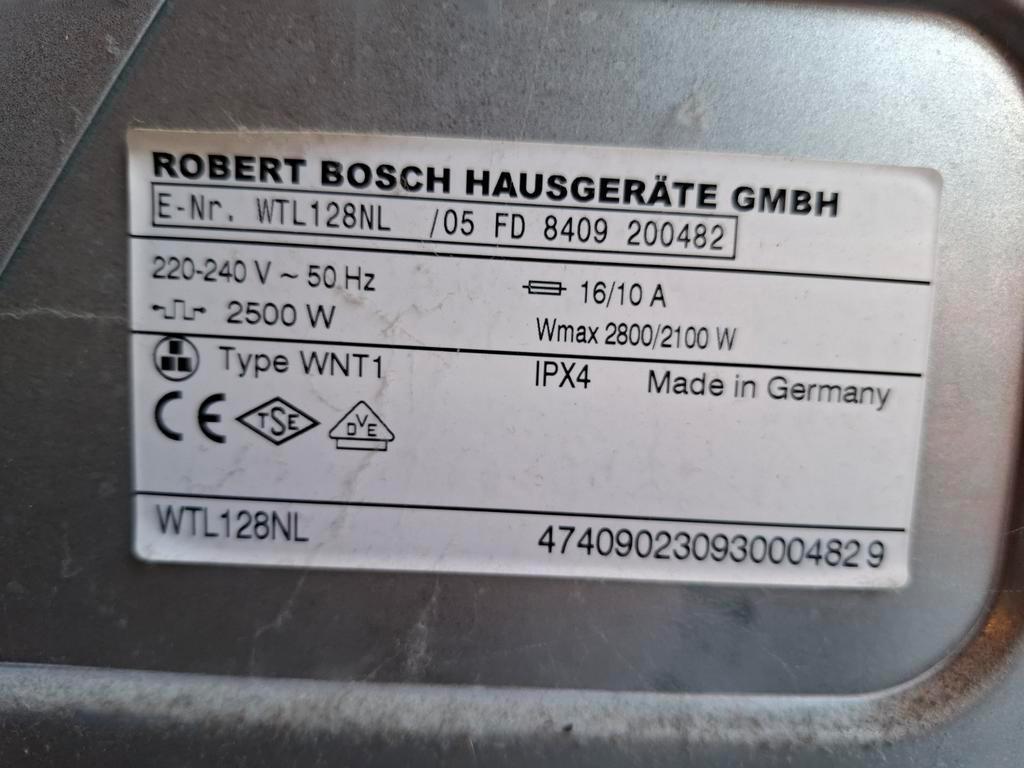 ROBERT BOSCH HAUSGERÄTE GMBH
E-Nr. WTL128NL /05 FD 8409 200482
220-240 V ~ 50 Hz 16/10 A
2500 W Wmax 2800/2100 W
Type WNT1 IPX4 Made in Germany
CE TSE DVE
WTL128NL 474090230930004829